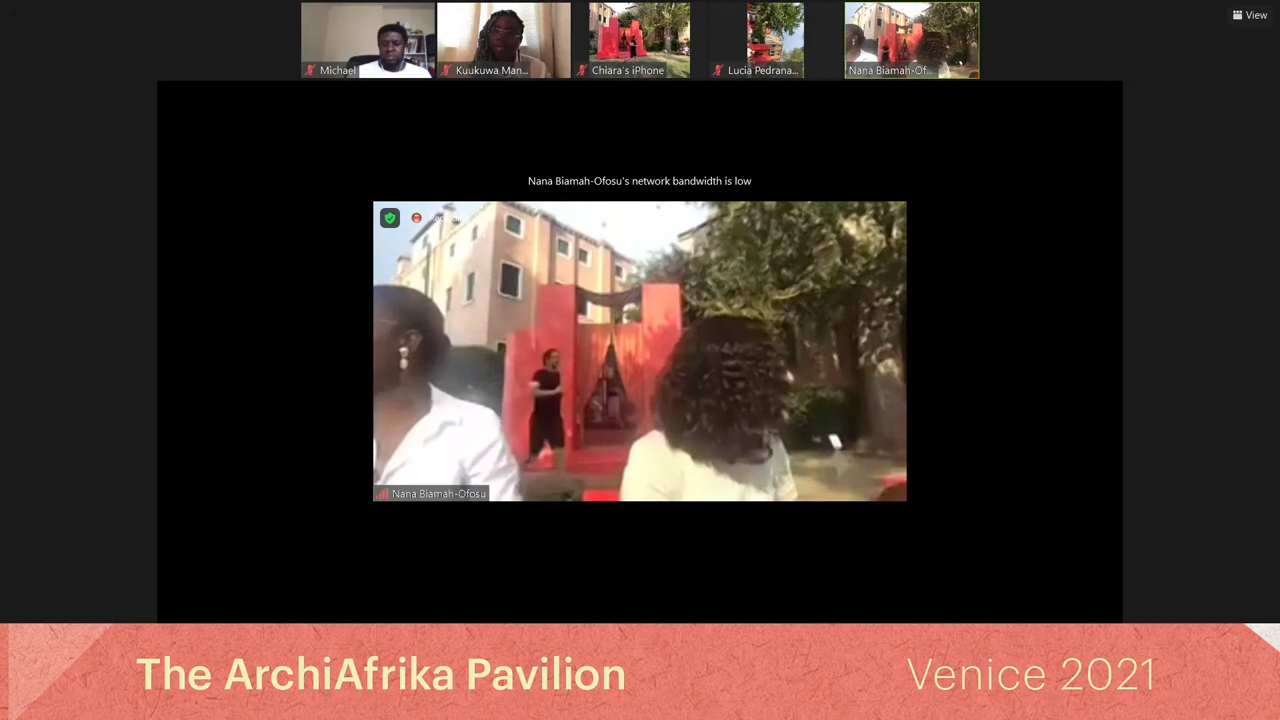 View
Michael
Kuukuwa Man...
Chiara's iPhone
Lucia Pedrana...
Nana Biamah-Of...
Nana Biamah-Ofosu's network bandwidth is low
Nana Biamah-Ofosu
The ArchiAfrika Pavilion
Venice 2021